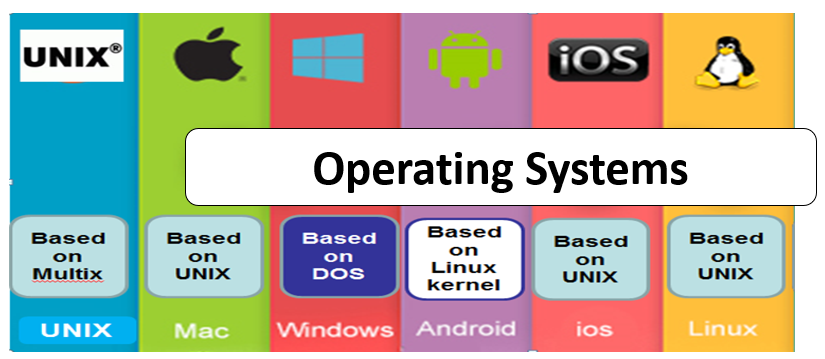 UNIX®
iOS
Operating Systems
Based
on
Multix
Based
on
UNIX
Based
on
DOS
Based
on
Linux
kernel
Based
on
UNIX
Based
on
UNIX
UNIX
Mac
Windows
Android
ios
Linux